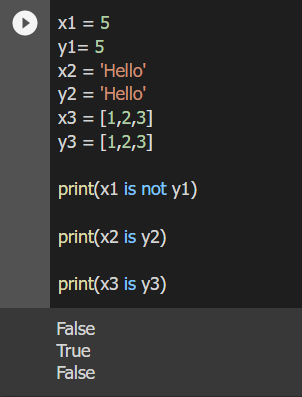 x1 = 5
y1= 5
x2 = 'Hello'
y2 = 'Hello'
x3 = [1,2,3]
y3 = [1,2,3]
print(x1 is not y1)
print(x2 is y2)
print(x3 is y3)
False
True
False